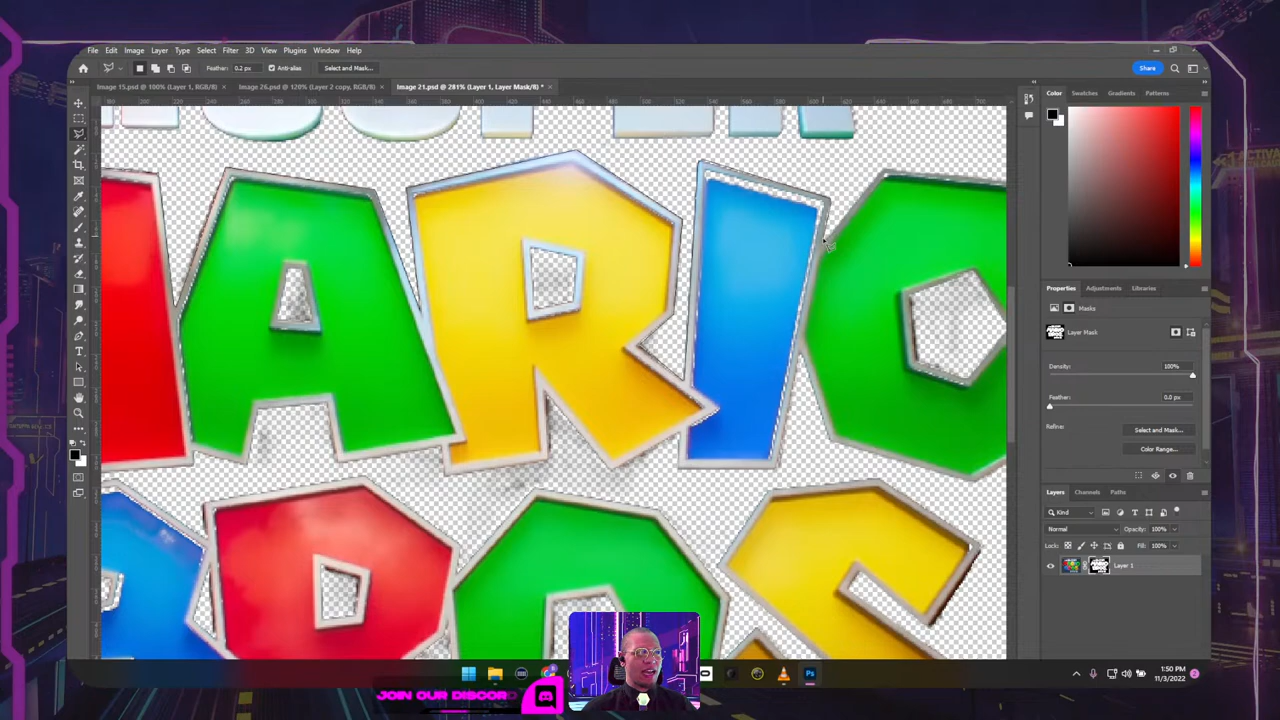 File Edit Image Layer Type Select Filter 3D View Plugins Window Help
Feather: 0.2 px Anti-alias Select and Mask... Share
Image 15.psd @ 100% (Layer 1, RGB/8) × Image 26.psd @ 120% (Layer 2 copy, RGB/8) × Image 21.psd @ 281% (Layer 1, Layer Mask/8) * ×
Color Swatches Gradients Patterns
ARIO
Properties Adjustments Libraries
Masks
Layer Mask
Density: 100%
Feather: 0.0 px
Refine: Select and Mask...
Color Range...
Layers Channels Paths
Kind
Normal Opacity: 100%
Lock: Fill: 100%
Layer 1
ROS
1:50 PM
11/3/2022
JOIN OUR DISCORD